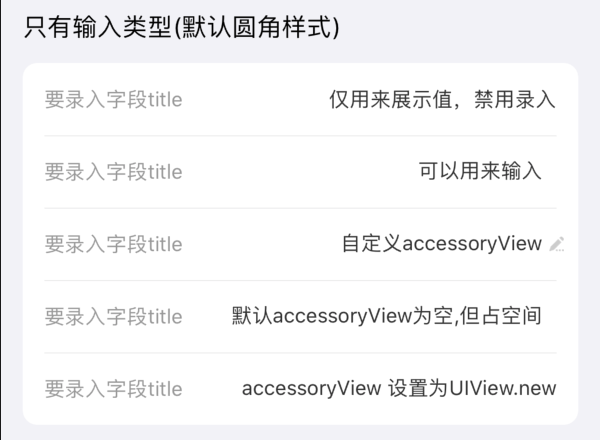 只有输入类型(默认圆角样式)
要录入字段title 仅用来展示值，禁用录入
要录入字段title 可以用来输入
要录入字段title 自定义accessoryView
要录入字段title 默认accessoryView为空,但占空间
要录入字段title accessoryView 设置为UIView.new